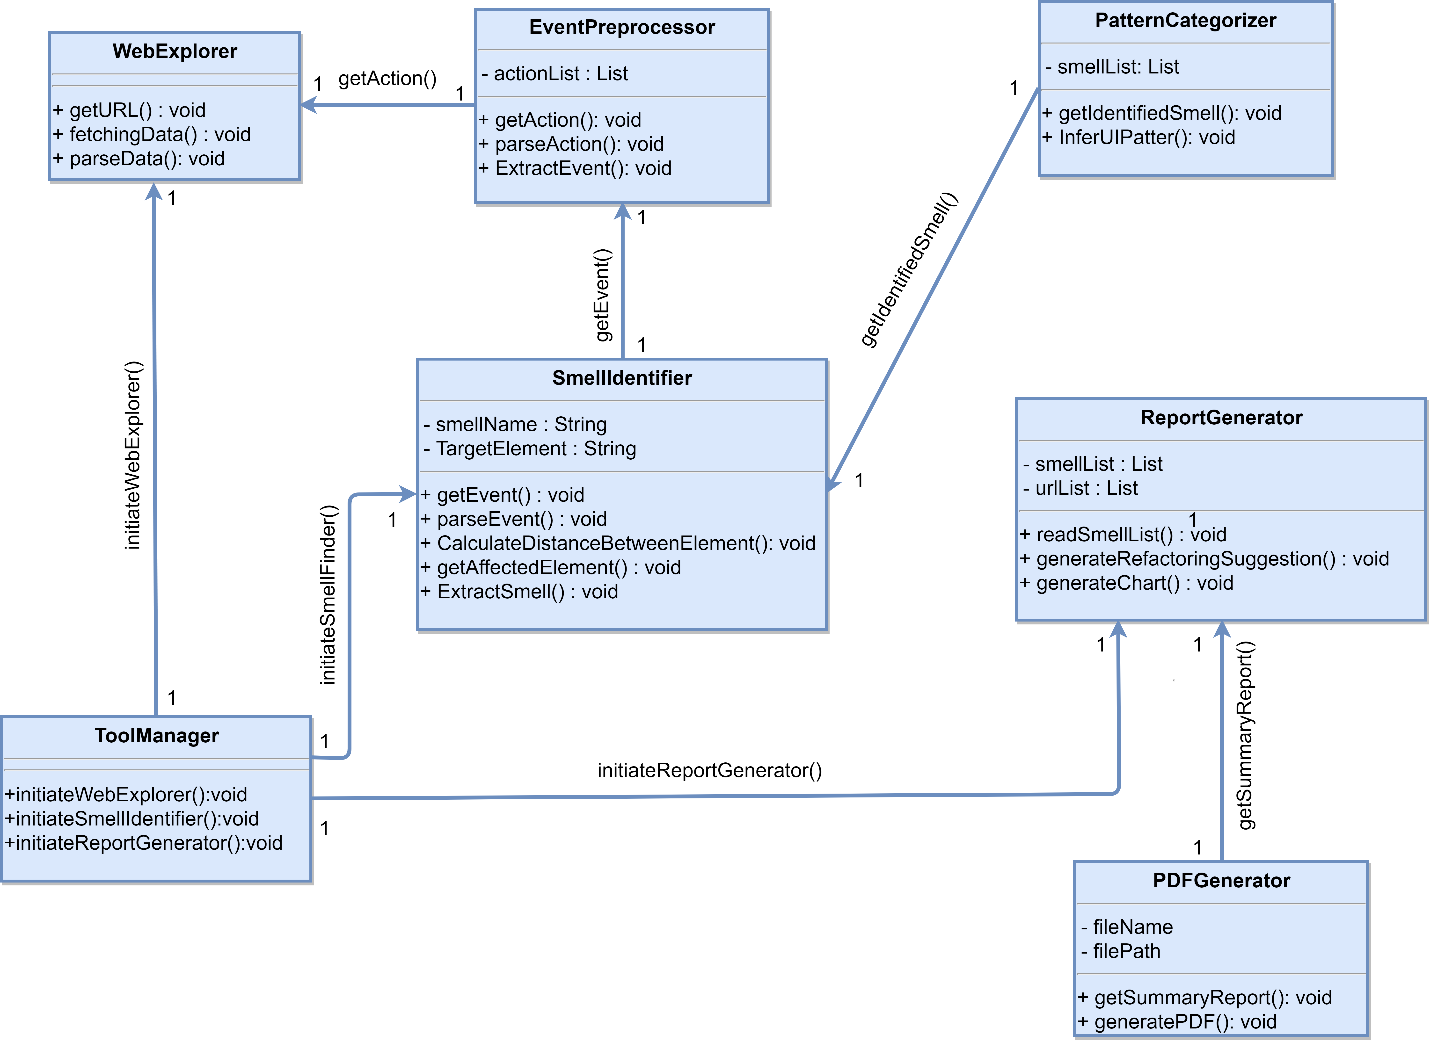 WebExplorer
+ getURL() : void
+ fetchingData() : void
+ parseData(): void
1
getAction()
1
EventPreprocessor
- actionList : List
+ getAction(): void
+ parseAction(): void
+ ExtractEvent(): void
PatternCategorizer
- smellList: List
+ getIdentifiedSmell(): void
+ InferUIPatter(): void
1
1
1
getEvent()
1
getIdentifiedSmell()
1
initiateWebExplorer()
1
SmellIdentifier
- smellName : String
- TargetElement : String
+ getEvent() : void
+ parseEvent() : void
+ CalculateDistanceBetweenElement(): void
+ getAffectedElement() : void
+ ExtractSmell() : void
1
initiateSmellFinder()
1
ReportGenerator
- smellList : List
- urlList : List
1
+ readSmellList() : void
+ generateRefactoringSuggestion() : void
+ generateChart() : void
1
1
getSummaryReport()
1
ToolManager
+initiateWebExplorer():void
+initiateSmellIdentifier():void
+initiateReportGenerator():void
initiateReportGenerator()
1
PDFGenerator
- fileName
- filePath
+ getSummaryReport(): void
+ generatePDF(): void